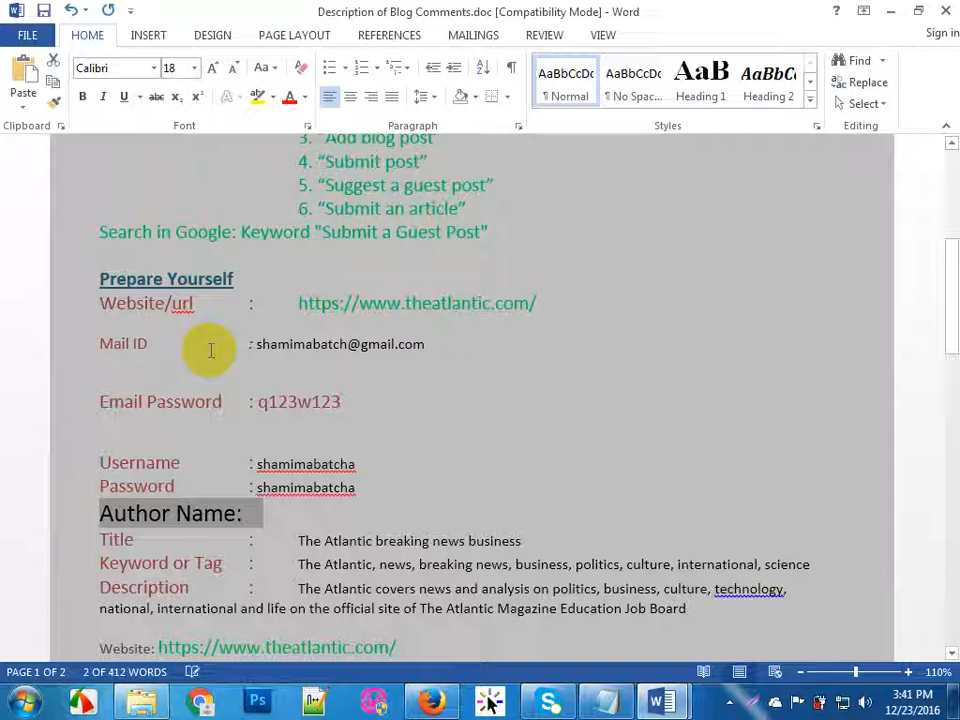 Description of Blog Comments.doc [Compatibility Mode] - Word
FILE HOME INSERT DESIGN PAGE LAYOUT REFERENCES MAILINGS REVIEW VIEW Sign in
Calibri 18 Aa
Find
Replace
Select
Paste
B I U abc x₂ x² A A
AaBbCcDc AaBbCcDc AaB AaBbC
¶ Normal ¶ No Spac... Heading 1 Heading 2
Clipboard Font Paragraph Styles Editing
3. "Add blog post"
4. “Submit post”
5. “Suggest a guest post”
6. “Submit an article”
Search in Google: Keyword "Submit a Guest Post"
Prepare Yourself
Website/url : https://www.theatlantic.com/
Mail ID : shamimabatch@gmail.com
Email Password : q123w123
Username : shamimabatcha
Password : shamimabatcha
Author Name:
Title : The Atlantic breaking news business
Keyword or Tag : The Atlantic, news, breaking news, business, politics, culture, international, science
Description : The Atlantic covers news and analysis on politics, business, culture, technology,
national, international and life on the official site of The Atlantic Magazine Education Job Board
Website: https://www.theatlantic.com/
PAGE 1 OF 2 2 OF 412 WORDS 110%
Ps
3:41 PM
12/23/2016